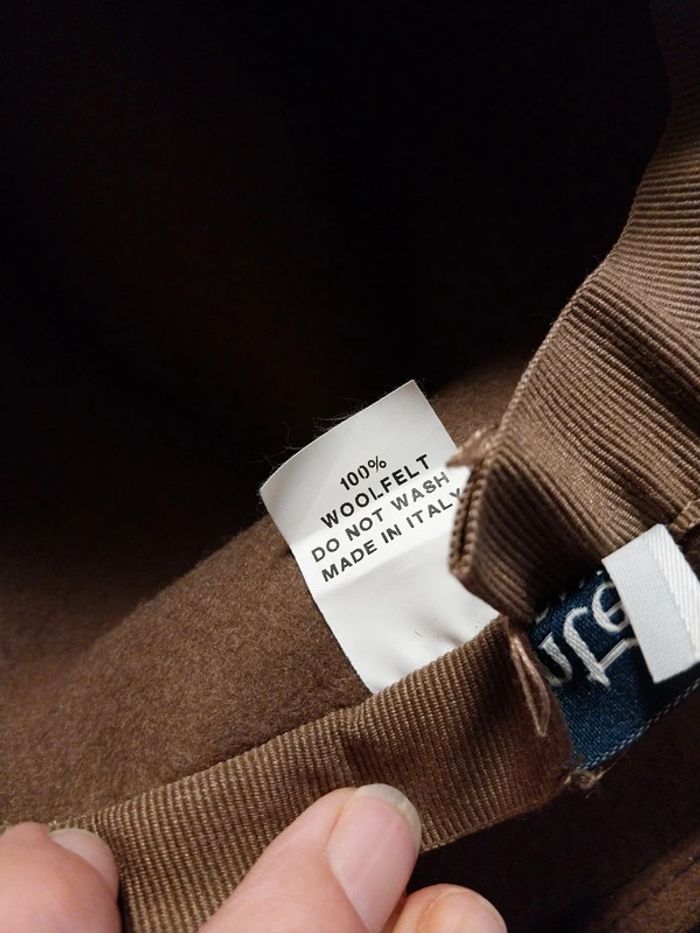 100%
WOOLFELT
DO NOT WASH
MADE IN ITALY